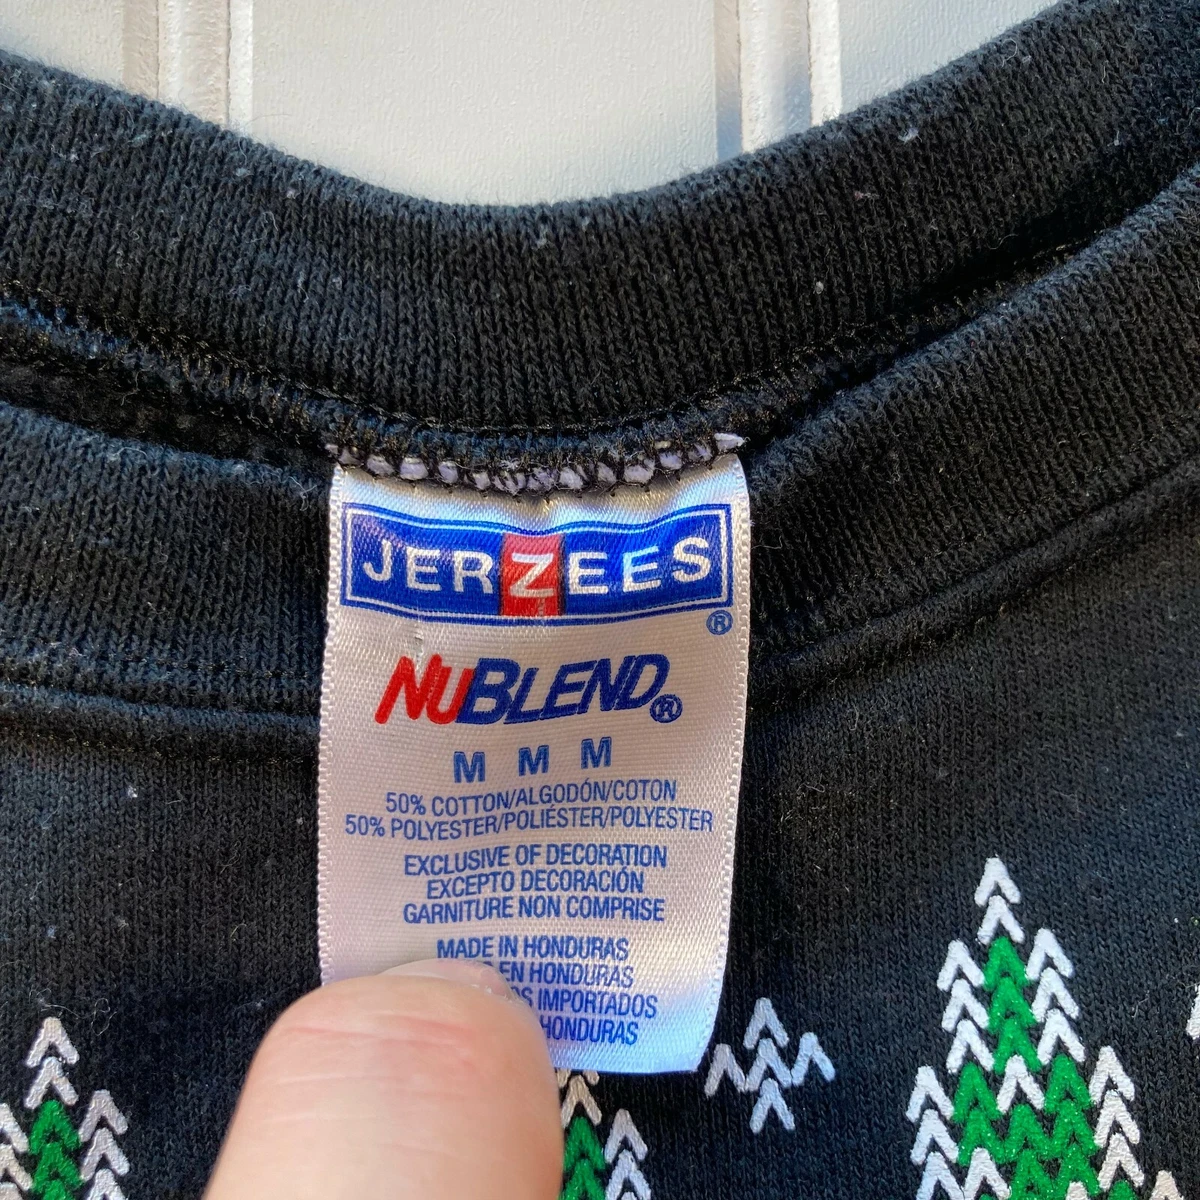 JERZEES
®
NUBLEND®
M M M
50% COTTON/ALGODÓN/COTON
50% POLYESTER/POLIÉSTER/POLYESTER
EXCLUSIVE OF DECORATION
EXCEPTO DECORACIÓN
GARNITURE NON COMPRISE
MADE IN HONDURAS
EN HONDURAS
IMPORTADOS
HONDURAS